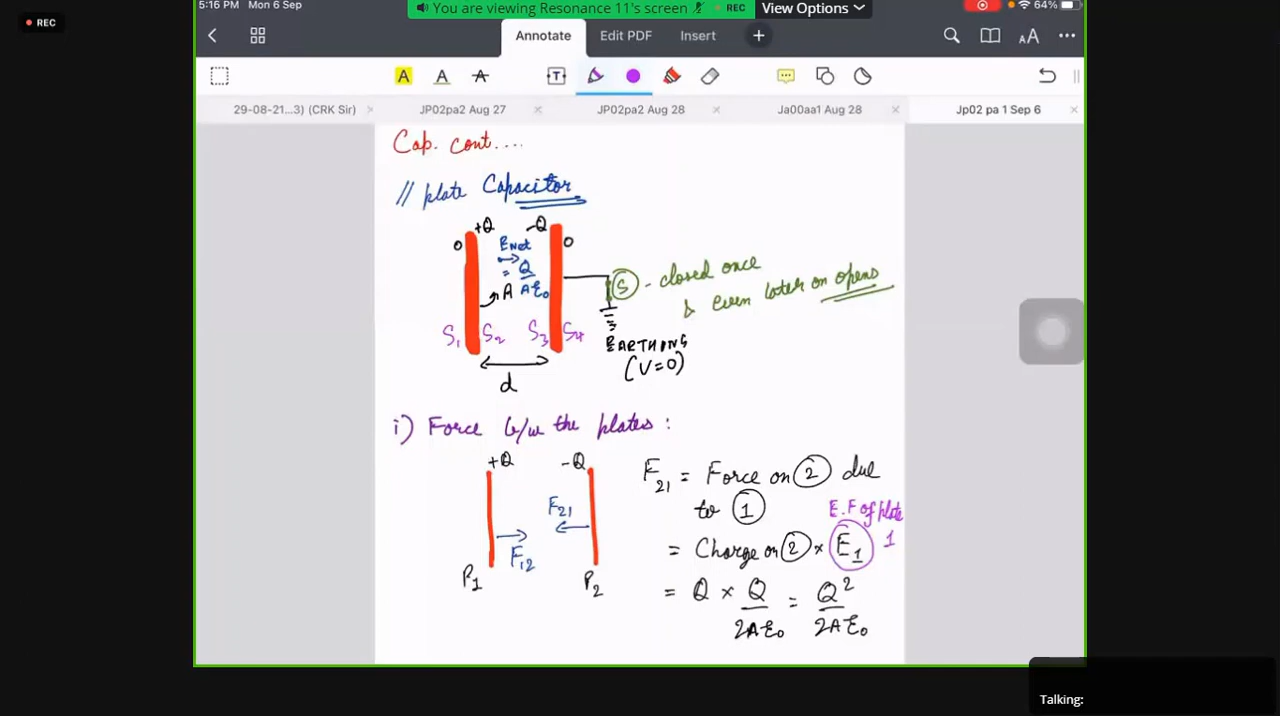 5:16 PM Mon 6 Sep
You are viewing Resonance 11's screen
REC
View Options
64%
REC
Annotate
Edit PDF
Insert
+
AA
A A A
T
29-08-21...3) (CRK Sir) ×
JP02pa2 Aug 27 ×
JP02pa2 Aug 28 ×
Ja00aa1 Aug 28 ×
Jp02 pa 1 Sep 6 ×
Cap. cont....
// plate Capacitor
+Q -Q
0 Enet 0
= Q/Aε₀
A
S - closed once
& even later on opens
S1 S2 S3 S4
EARTHING
(V=0)
d
i) Force b/w the plates :
+Q -Q
F21
F12
P1 P2
F21 = Force on 2 due
to 1
E.F of plate 1
= Charge on 2 × E1
= Q × Q/2Aε₀ = Q²/2Aε₀
Talking: